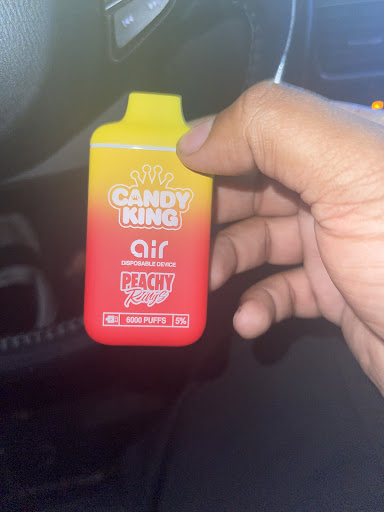 CANDY
KING
air
DISPOSABLE DEVICE
PEACHY
Rings
6000 PUFFS 5%